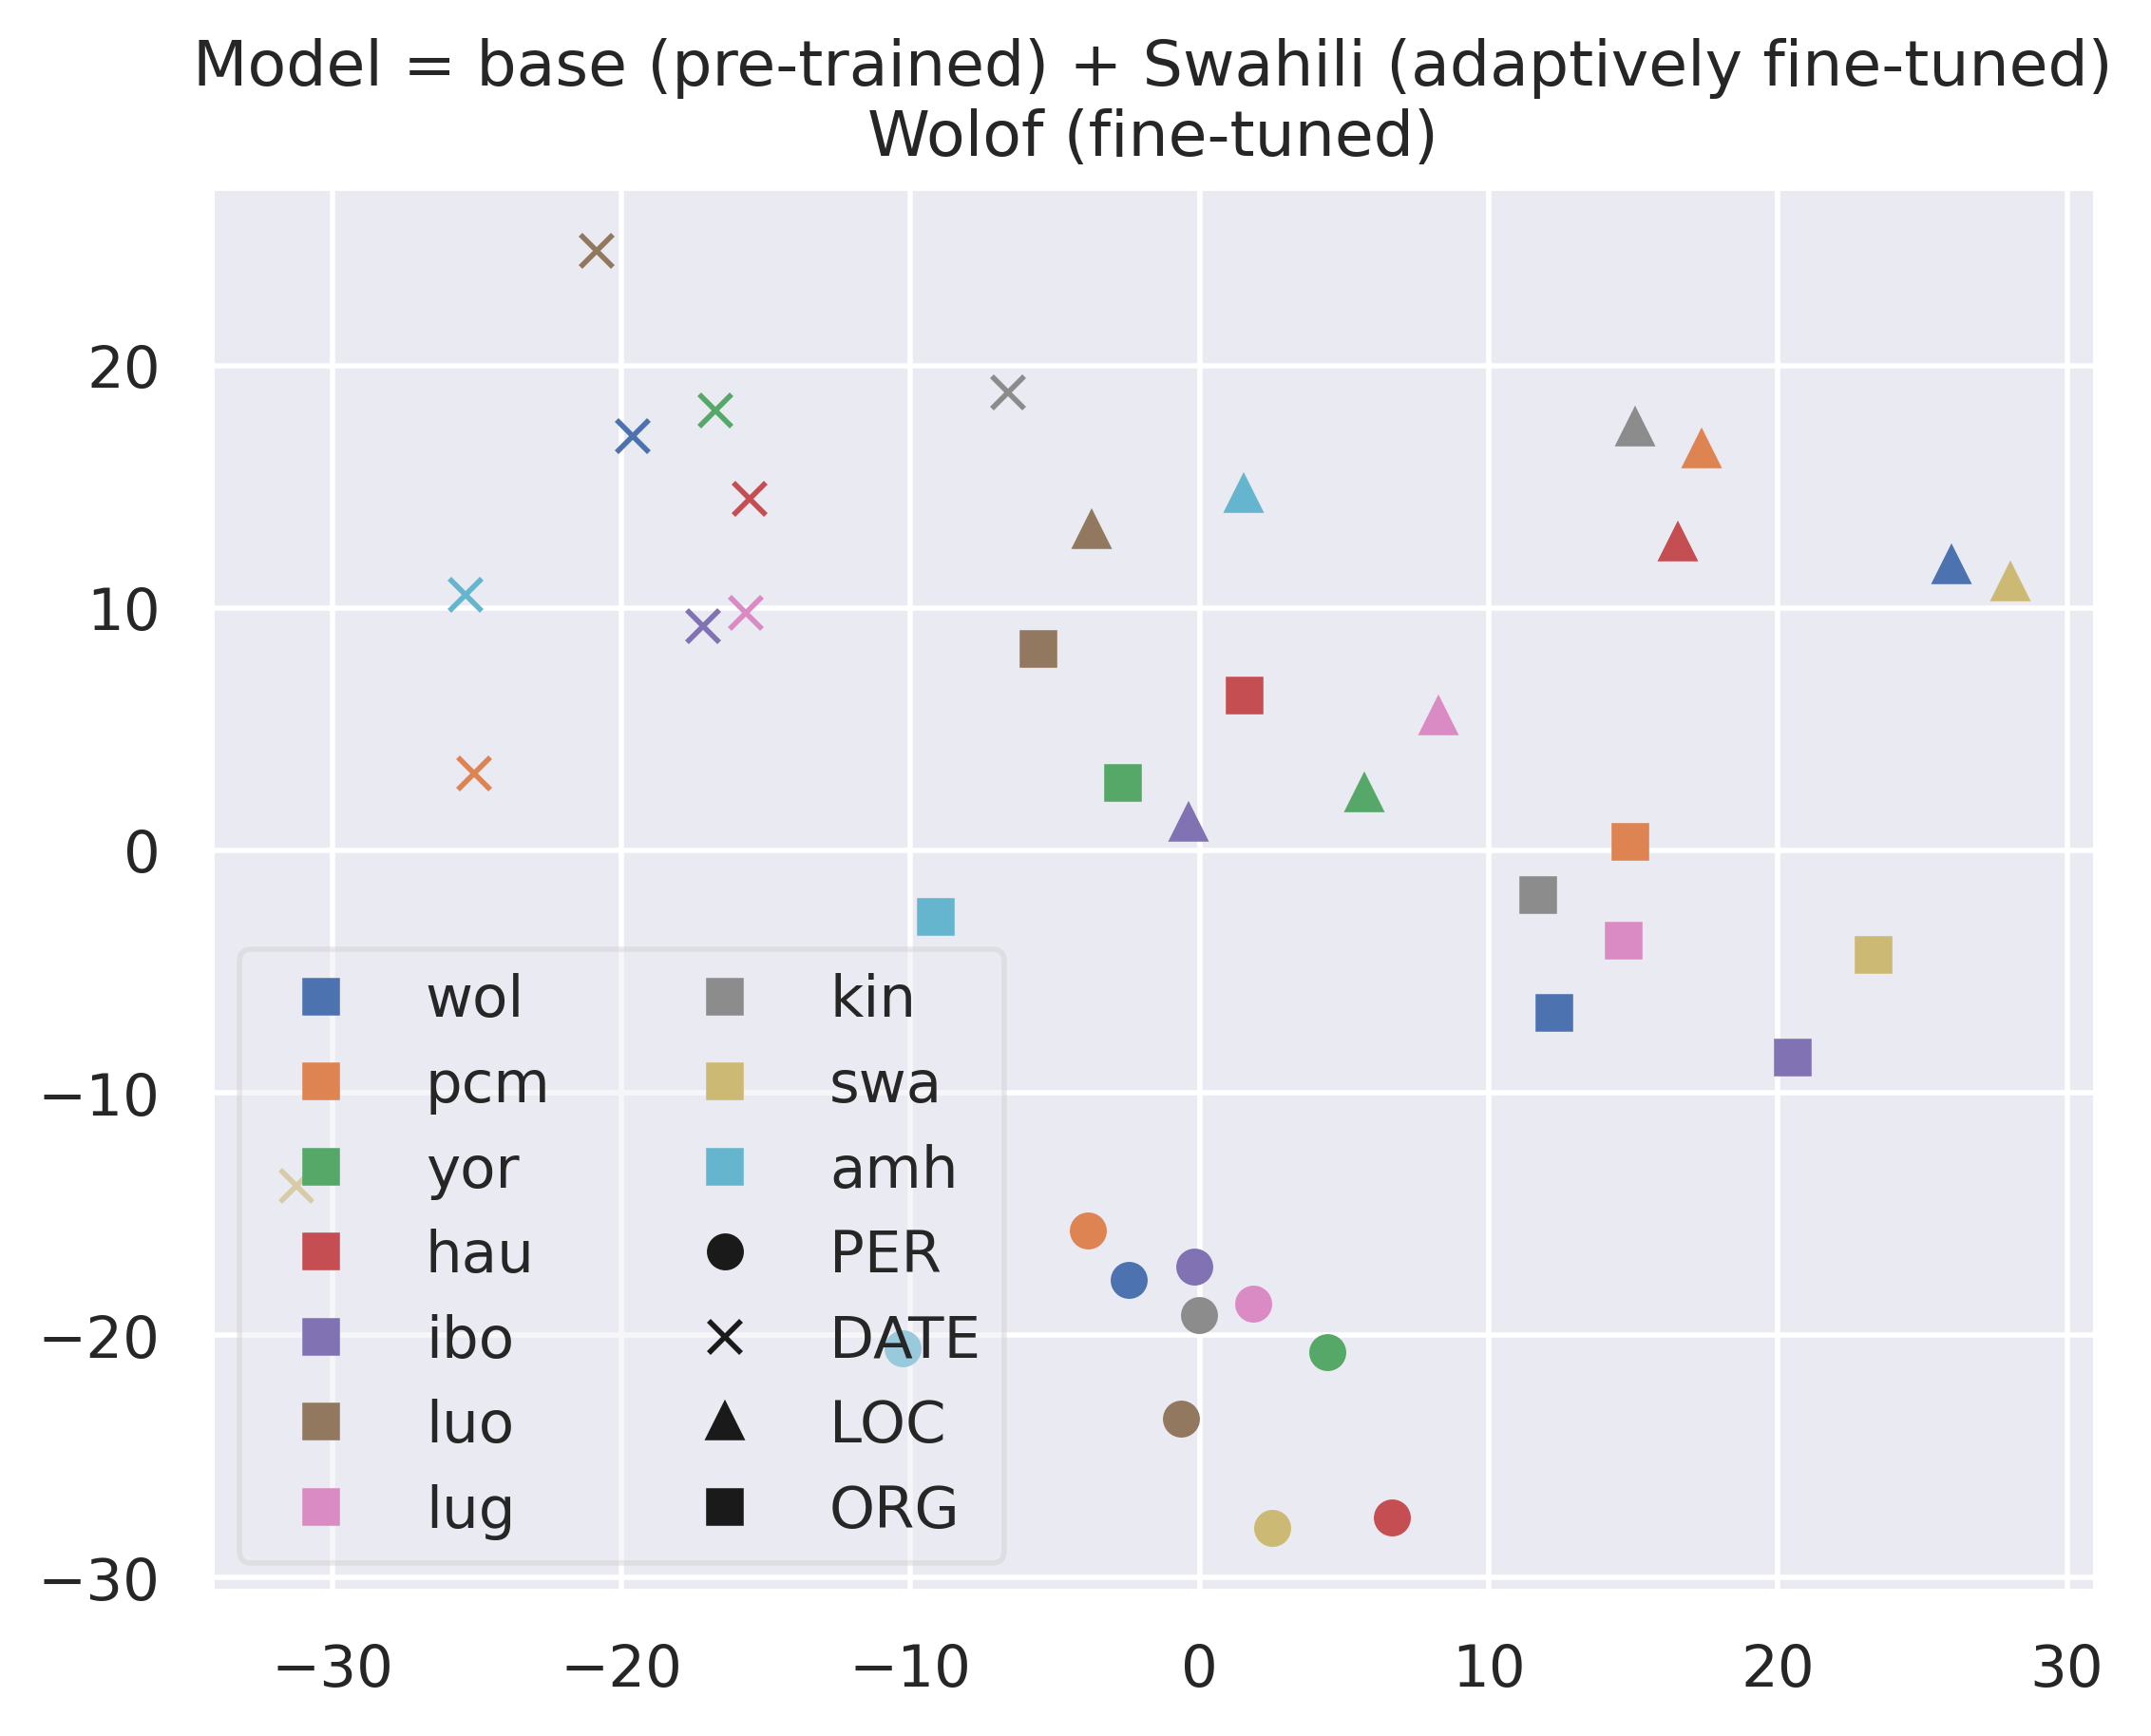 Model = base (pre-trained) + Swahili (adaptively fine-tuned)
Wolof (fine-tuned)
20
10
0
−10
−20
−30
wol
pcm
yor
hau
ibo
luo
lug
kin
swa
amh
PER
DATE
LOC
ORG
−30
−20
−10
0
10
20
30